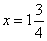 x = 1 3/4